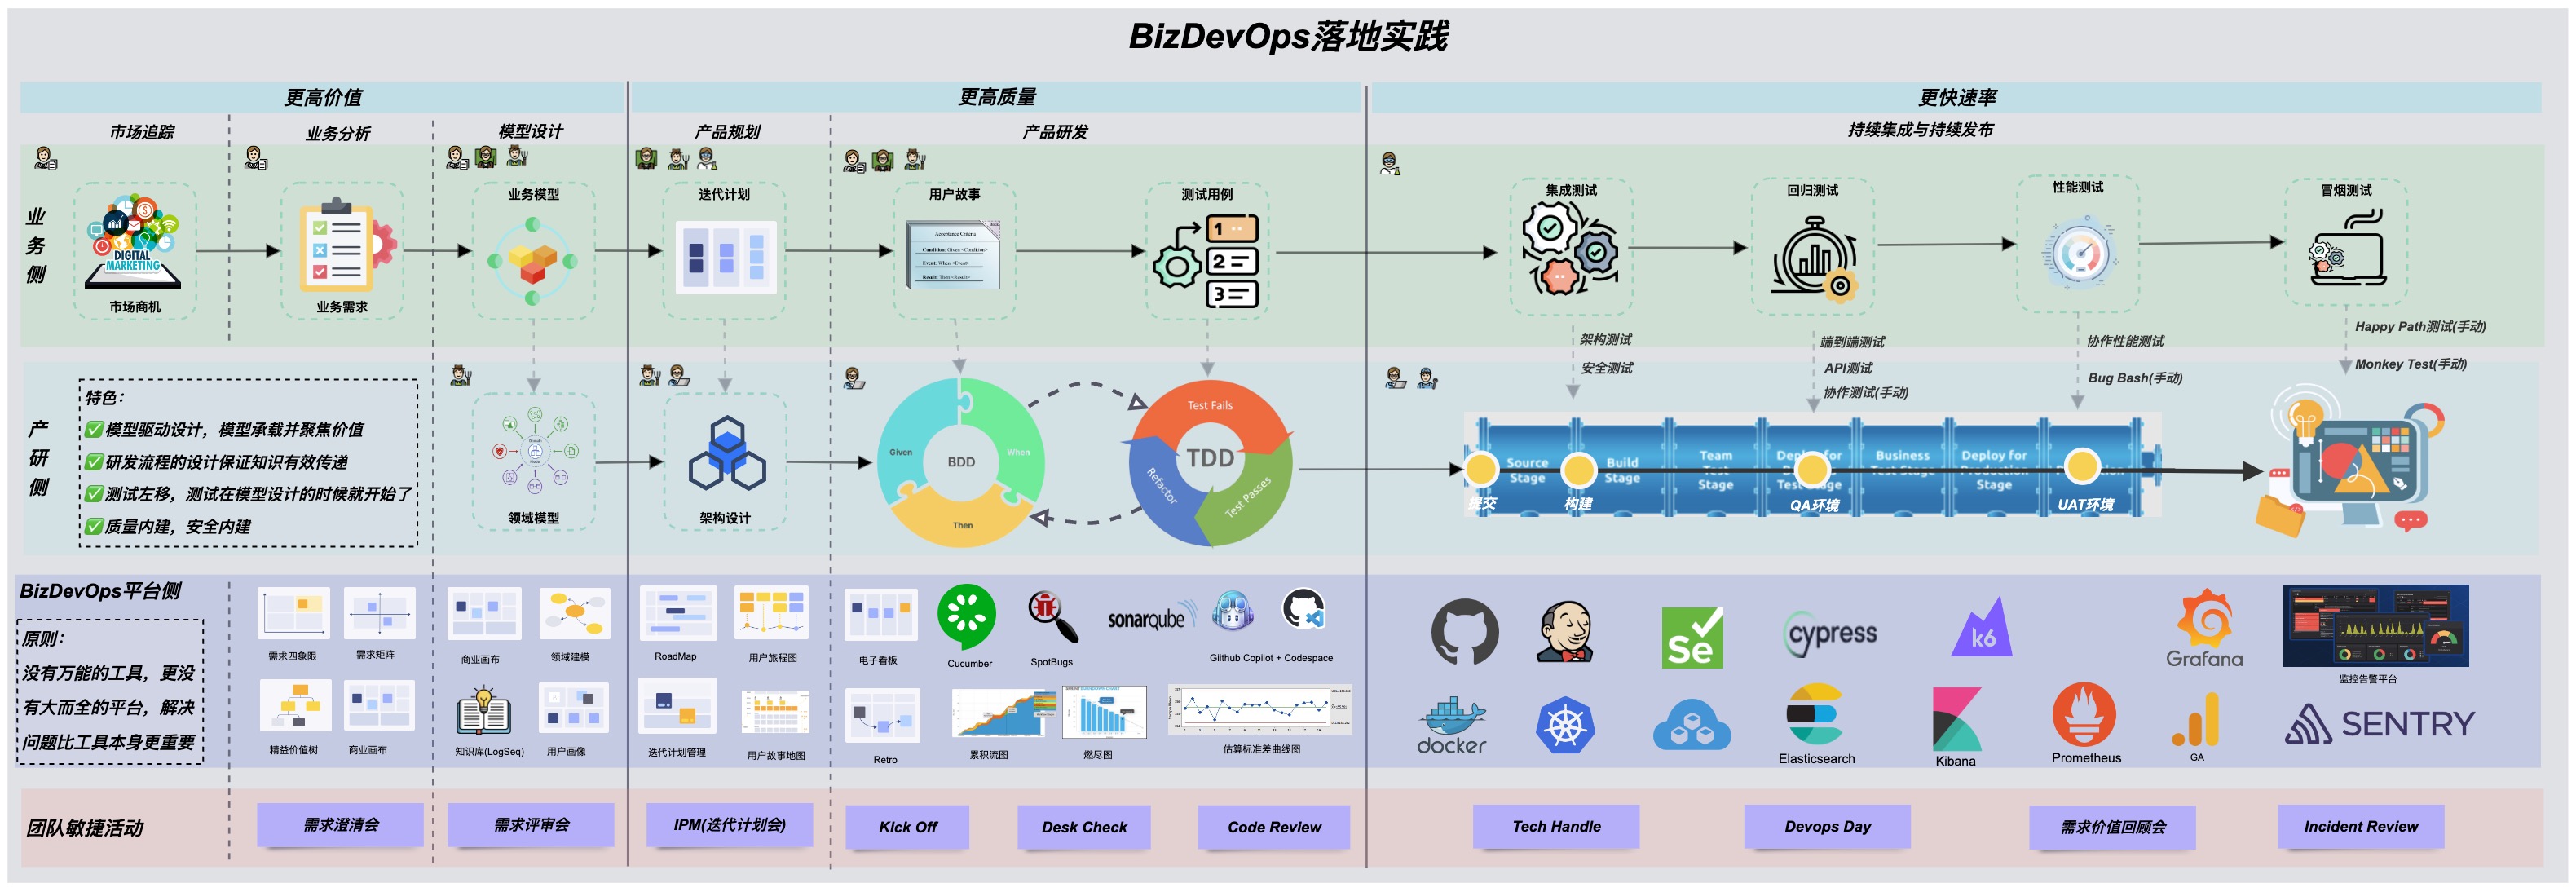 BizDevOps落地实践
更高价值
更高质量
更快速率
市场追踪
业务分析
模型设计
产品规划
产品研发
持续集成与持续发布
业务侧
DIGITAL
MARKETING
市场商机
业务需求
业务模型
迭代计划
用户故事
Acceptance Criteria
Condition: Given <Condition>
Event: When <Event>
Result: Then <Result>
测试用例
1
2
3
集成测试
回归测试
性能测试
冒烟测试
架构测试
安全测试
端到端测试
API测试
协作测试(手动)
协作性能测试
Bug Bash(手动)
Happy Path测试(手动)
Monkey Test(手动)
产研侧
特色：
模型驱动设计，模型承载并聚焦价值
研发流程的设计保证知识有效传递
测试左移，测试在模型设计的时候就开始了
质量内建，安全内建
领域模型
架构设计
BDD
Given
When
Then
TDD
Test Fails
Test Passes
Refactor
Source
Stage
Build
Stage
Team
Test
Stage
Deploy for
Test Stage
Business
Test Stage
Deploy for
Production
Stage
提交
构建
QA环境
UAT环境
BizDevOps平台侧
原则：
没有万能的工具，更没
有大而全的平台，解决
问题比工具本身更重要
需求四象限
需求矩阵
精益价值树
商业画布
商业画布
领域建模
知识库(LogSeq)
用户画像
RoadMap
用户旅程图
迭代计划管理
用户故事地图
电子看板
Cucumber
SpotBugs
sonarqube
Giithub Copilot + Codespace
Retro
累积流图
燃尽图
估算标准差曲线图
Se
cypress
k6
Grafana
监控告警平台
docker
Elasticsearch
Kibana
Prometheus
GA
SENTRY
团队敏捷活动
需求澄清会
需求评审会
IPM(迭代计划会)
Kick Off
Desk Check
Code Review
Tech Handle
Devops Day
需求价值回顾会
Incident Review